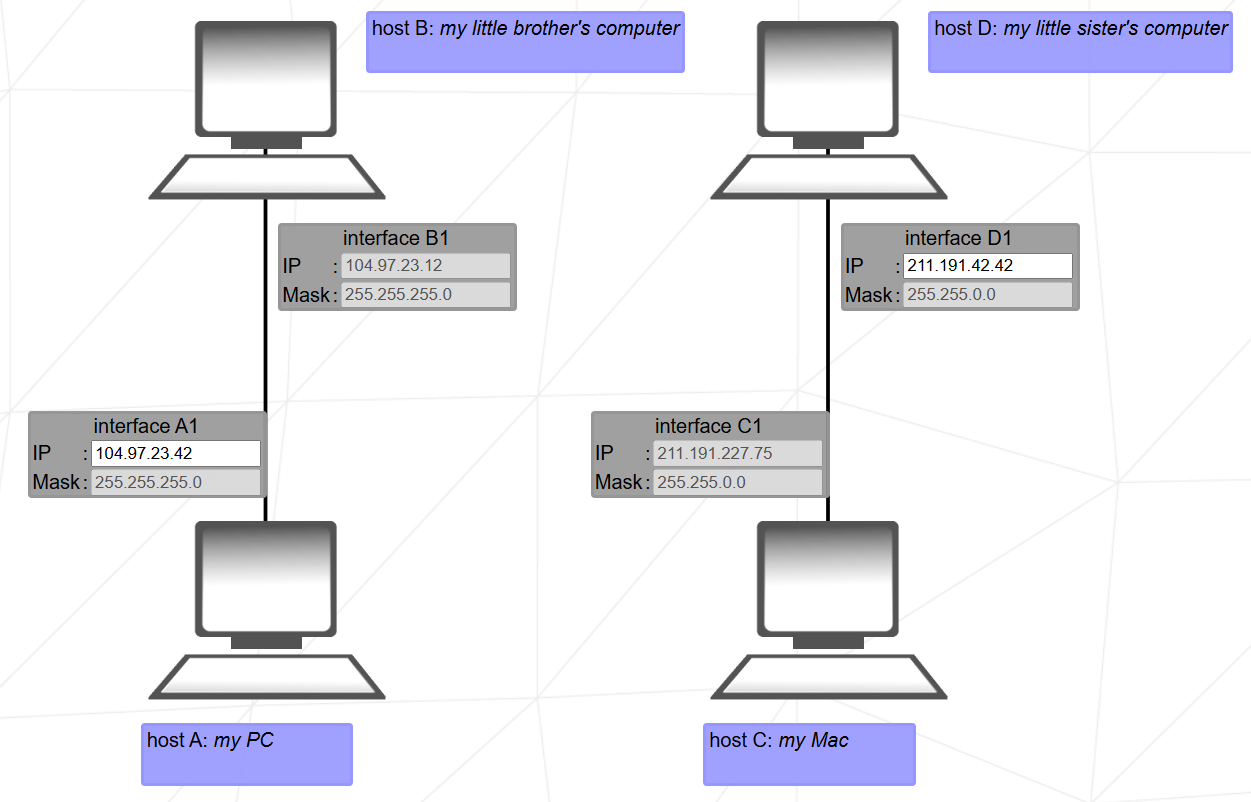 host B: my little brother's computer
host D: my little sister's computer
interface B1
IP : 104.97.23.12
Mask : 255.255.255.0
interface D1
IP : 211.191.42.42
Mask : 255.255.0.0
interface A1
IP : 104.97.23.42
Mask : 255.255.255.0
interface C1
IP : 211.191.227.75
Mask : 255.255.0.0
host A: my PC
host C: my Mac